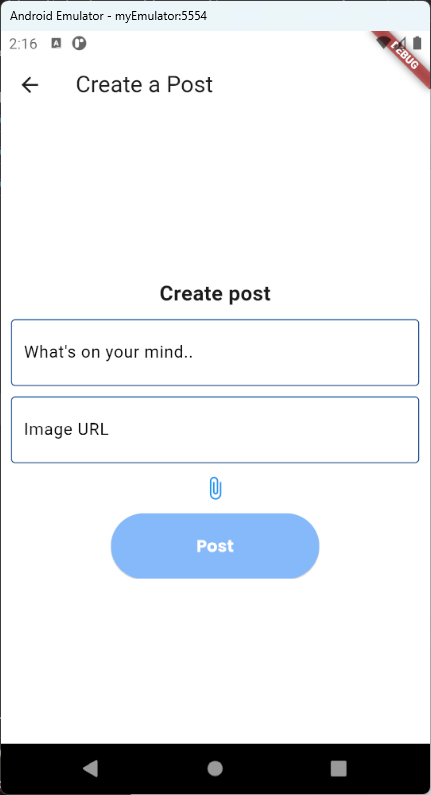 Android Emulator - myEmulator:5554
2:16
DEBUG
Create a Post
Create post
What's on your mind..
Image URL
Post